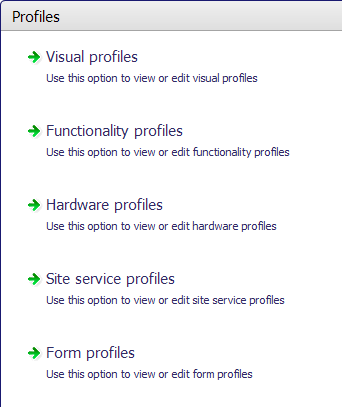 Profiles
Visual profiles
Use this option to view or edit visual profiles
Functionality profiles
Use this option to view or edit functionality profiles
Hardware profiles
Use this option to view or edit hardware profiles
Site service profiles
Use this option to view or edit site service profiles
Form profiles
Use this option to view or edit form profiles